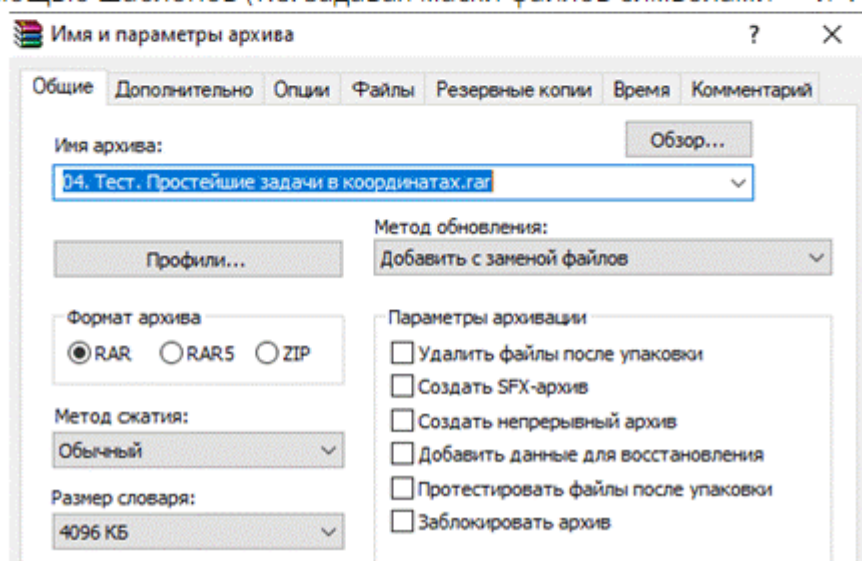 Имя и параметры архива
Общие Дополнительно Опции Файлы Резервные копии Время Комментарий
Имя архива:
Обзор...
04. Тест. Простейшие задачи в координатах.rar
Профили...
Метод обновления:
Добавить с заменой файлов
Формат архива
RAR RAR5 ZIP
Метод сжатия:
Обычный
Размер словаря:
4096 КБ
Параметры архивации
Удалить файлы после упаковки
Создать SFX-архив
Создать непрерывный архив
Добавить данные для восстановления
Протестировать файлы после упаковки
Заблокировать архив